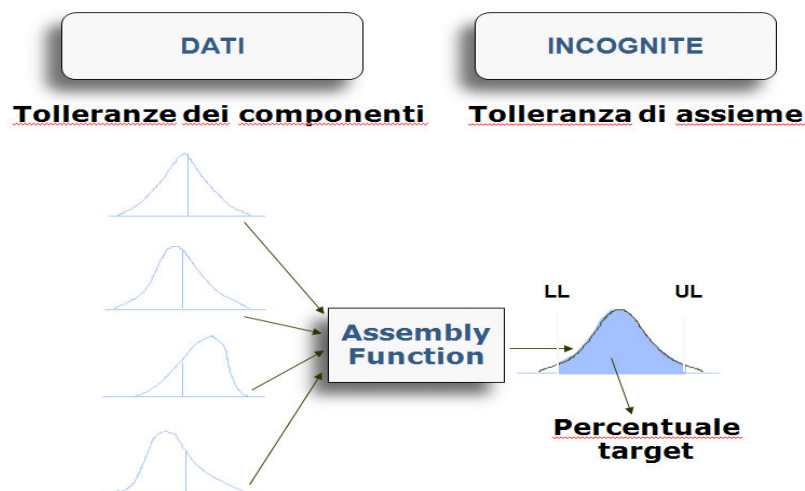 DATI
INCOGNITE
Tolleranze dei componenti
Tolleranza di assieme
LL
UL
Assembly
Function
Percentuale
target